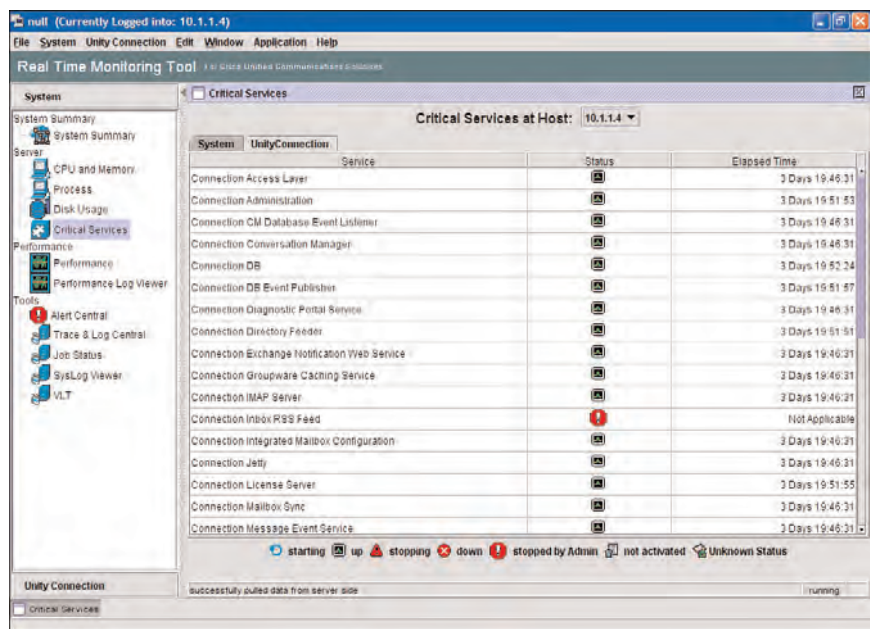 null (Currently Logged into: 10.1.1.4)
File System Unity Connection Edit Window Application Help
Real Time Monitoring Tool For Cisco Unified Communications Solutions
System
System Summary
System Summary
Server
CPU and Memory
Process
Disk Usage
Critical Services
Performance
Performance
Performance Log Viewer
Tools
Alert Central
Trace & Log Central
Job Status
SysLog Viewer
VLT
Unity Connection
Critical Services
Critical Services at Host: 10.1.1.4
System UnityConnection
Service Status Elapsed Time
Connection Access Layer 3 Days 19:46:31
Connection Administration 3 Days 19:51:53
Connection CM Database Event Listener 3 Days 19:46:31
Connection Conversation Manager 3 Days 19:46:31
Connection DB 3 Days 19:52:24
Connection DB Event Publisher 3 Days 19:51:57
Connection Diagnostic Portal Service 3 Days 19:46:31
Connection Directory Feeder 3 Days 19:51:51
Connection Exchange Notification Web Service 3 Days 19:46:31
Connection Groupware Caching Service 3 Days 19:46:31
Connection IMAP Server 3 Days 19:46:31
Connection Inbox RSS Feed Not Applicable
Connection Integrated Mailbox Configuration 3 Days 19:46:31
Connection Jetty 3 Days 19:46:31
Connection License Server 3 Days 19:51:55
Connection Mailbox Sync 3 Days 19:46:31
Connection Message Event Service 3 Days 19:46:31
starting up stopping down stopped by Admin not activated Unknown Status
successfully pulled data from server side running
Critical Services